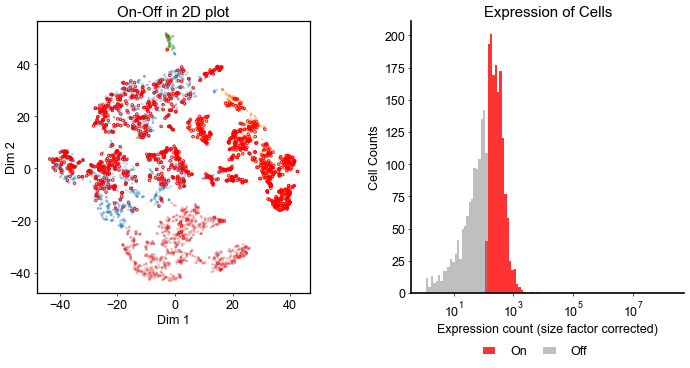 On-Off in 2D plot
Dim 2
40
20
0
−20
−40
−40 −20 0 20 40
Dim 1
Expression of Cells
Cell Counts
200
175
150
125
100
75
50
25
0
10^1 10^3 10^5 10^7
Expression count (size factor corrected)
On Off